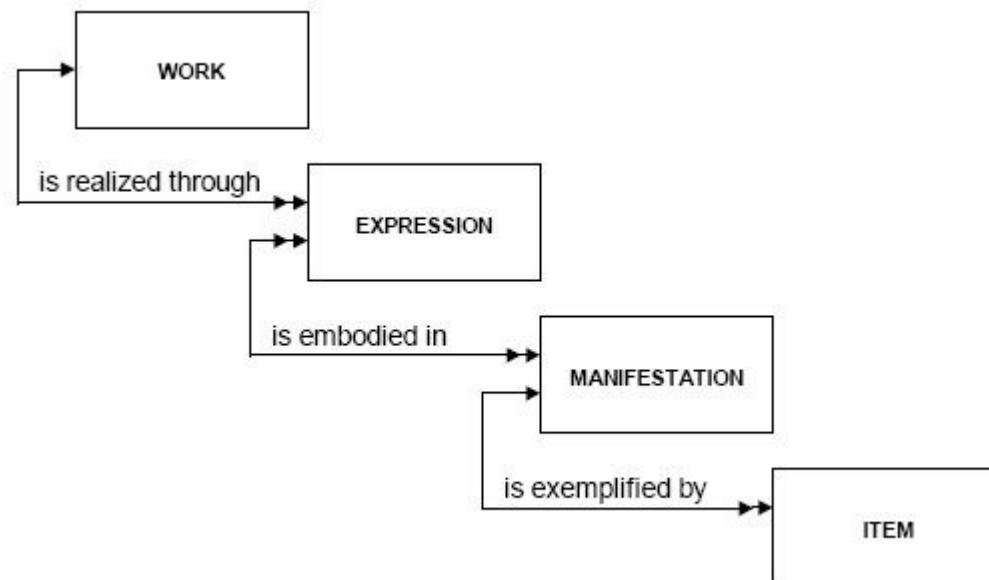 WORK
is realized through
EXPRESSION
is embodied in
MANIFESTATION
is exemplified by
ITEM